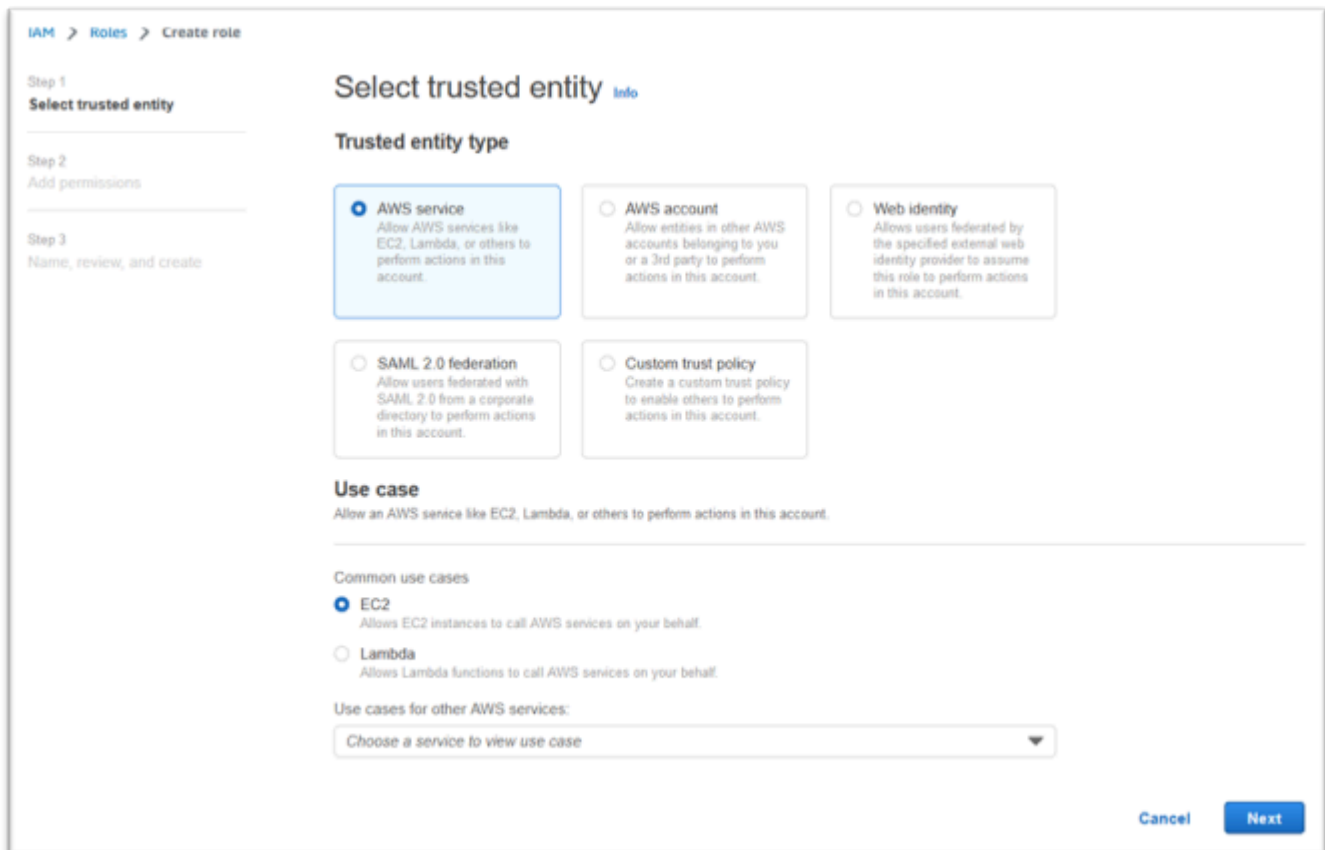 IAM > Roles > Create role
Step 1
Select trusted entity
Step 2
Add permissions
Step 3
Name, review, and create
Select trusted entity Info
Trusted entity type
AWS service
Allow AWS services like
EC2, Lambda, or others to
perform actions in this
account.
AWS account
Allow entities in other AWS
accounts belonging to you
or a 3rd party to perform
actions in this account.
Web identity
Allows users federated by
the specified external web
identity provider to assume
this role to perform actions
in this account.
SAML 2.0 federation
Allow users federated with
SAML 2.0 from a corporate
directory to perform actions
in this account.
Custom trust policy
Create a custom trust policy
to enable others to perform
actions in this account.
Use case
Allow an AWS service like EC2, Lambda, or others to perform actions in this account.
Common use cases
EC2
Allows EC2 instances to call AWS services on your behalf.
Lambda
Allows Lambda functions to call AWS services on your behalf.
Use cases for other AWS services:
Choose a service to view use case
Cancel
Next